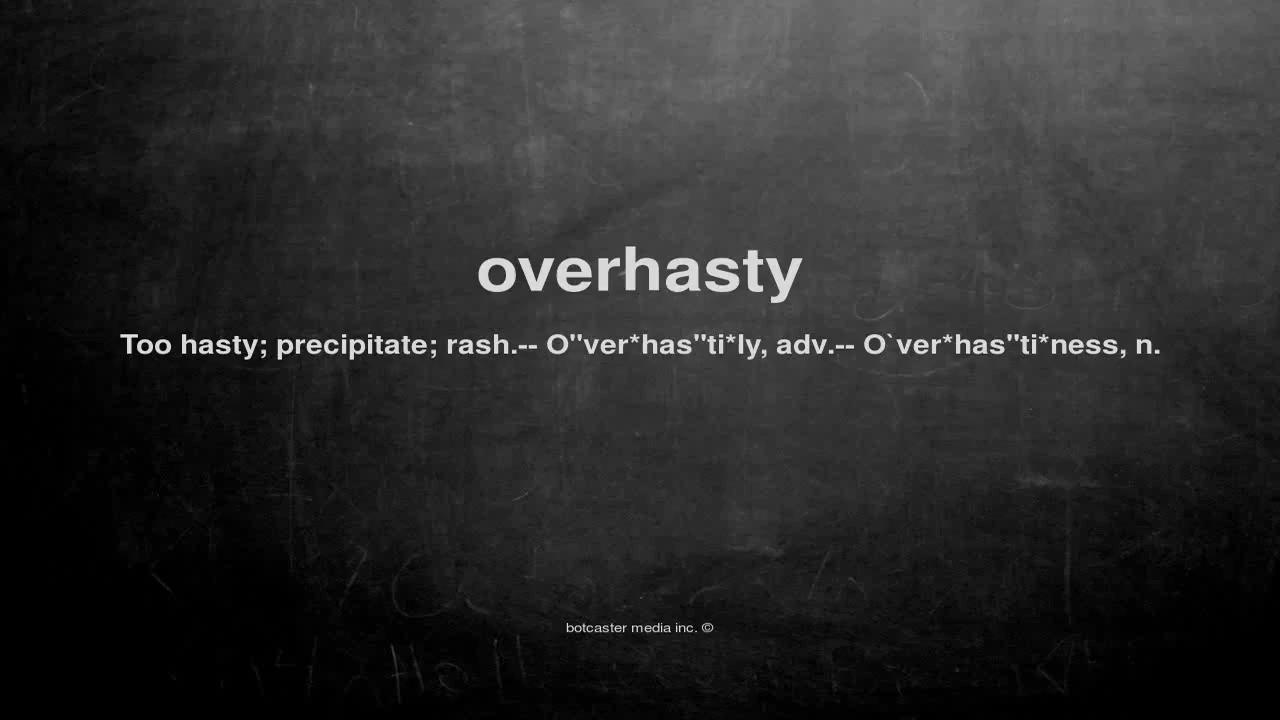 overhasty
Too hasty; precipitate; rash.-- O"ver*has"ti*ly, adv.-- O`ver*has"ti*ness, n.
botcaster media inc. ©